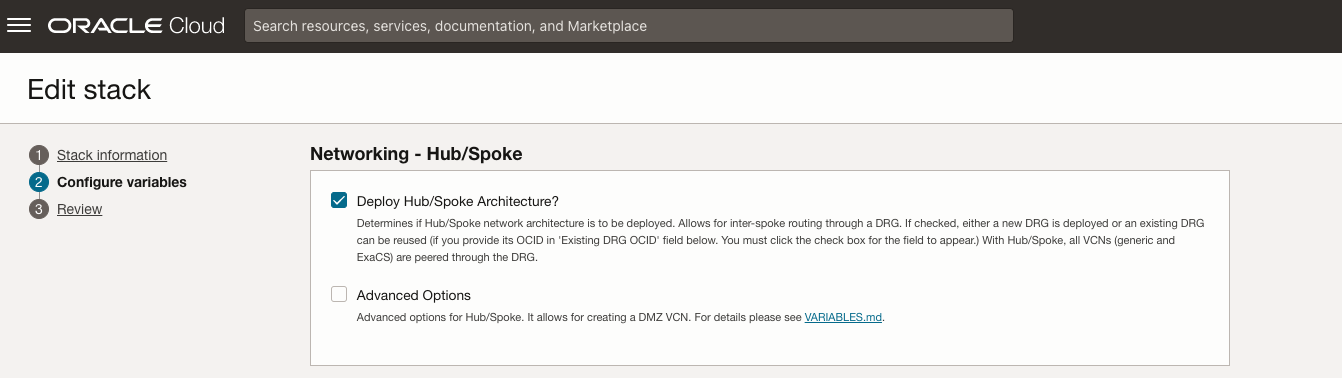 ORACLE Cloud
Search resources, services, documentation, and Marketplace
Edit stack
1 Stack information
2 Configure variables
3 Review
Networking - Hub/Spoke
Deploy Hub/Spoke Architecture?
Determines if Hub/Spoke network architecture is to be deployed. Allows for inter-spoke routing through a DRG. If checked, either a new DRG is deployed or an existing DRG
can be reused (if you provide its OCID in 'Existing DRG OCID' field below. You must click the check box for the field to appear.) With Hub/Spoke, all VCNs (generic and
ExaCS) are peered through the DRG.
Advanced Options
Advanced options for Hub/Spoke. It allows for creating a DMZ VCN. For details please see VARIABLES.md.